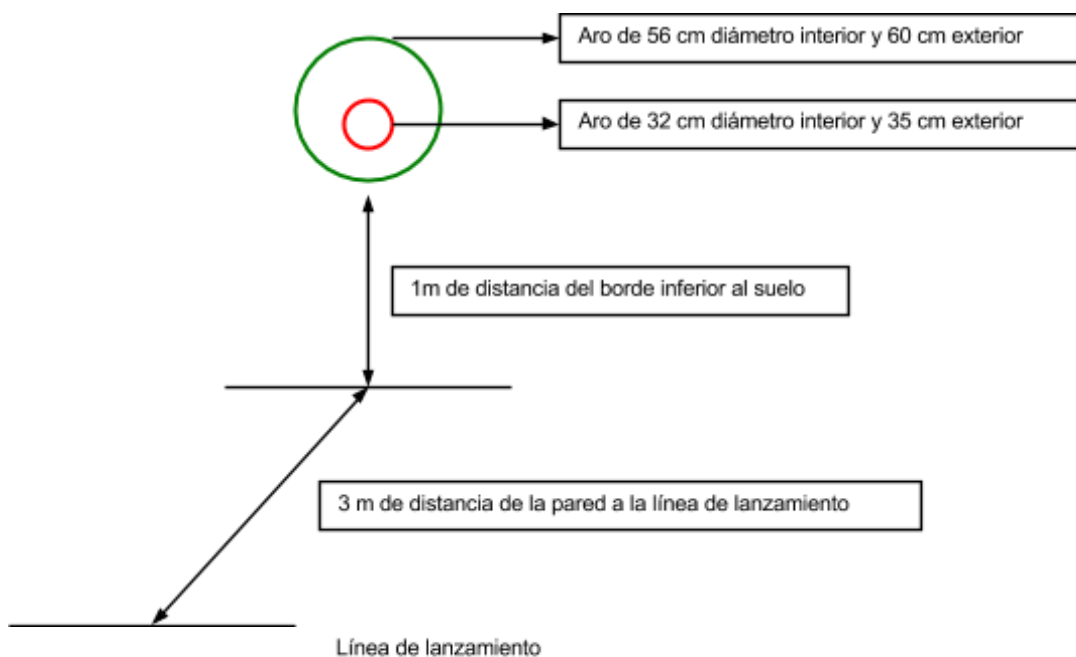 Aro de 56 cm diámetro interior y 60 cm exterior
Aro de 32 cm diámetro interior y 35 cm exterior
1m de distancia del borde inferior al suelo
3 m de distancia de la pared a la línea de lanzamiento
Línea de lanzamiento